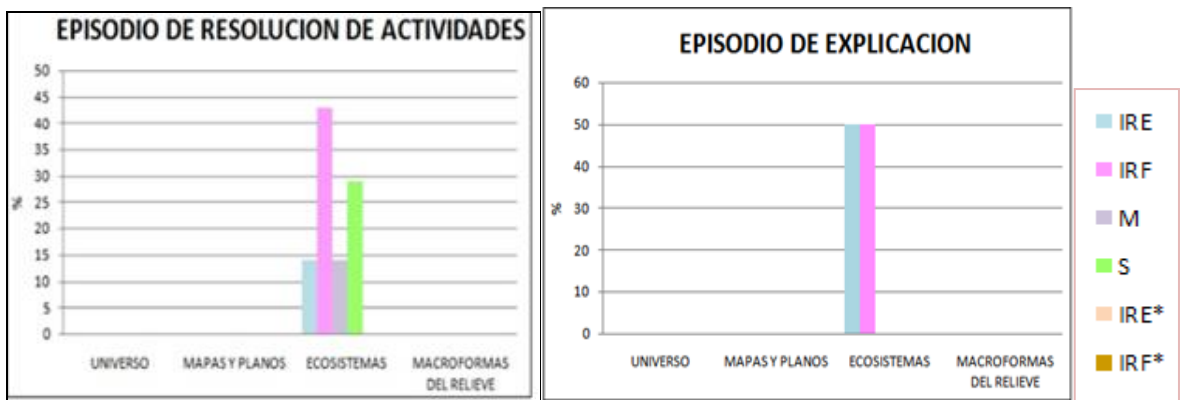 EPISODIO DE RESOLUCION DE ACTIVIDADES
50
45
40
35
30
25
20
15
10
5
0
%
UNIVERSO MAPAS Y PLANOS ECOSISTEMAS MACROFORMAS
DEL RELIEVE
EPISODIO DE EXPLICACION
60
50
40
30
20
10
0
%
UNIVERSO MAPAS Y PLANOS ECOSISTEMAS MACROFORMAS
DEL RELIEVE
IRE
IRF
M
S
IRE*
IRF*